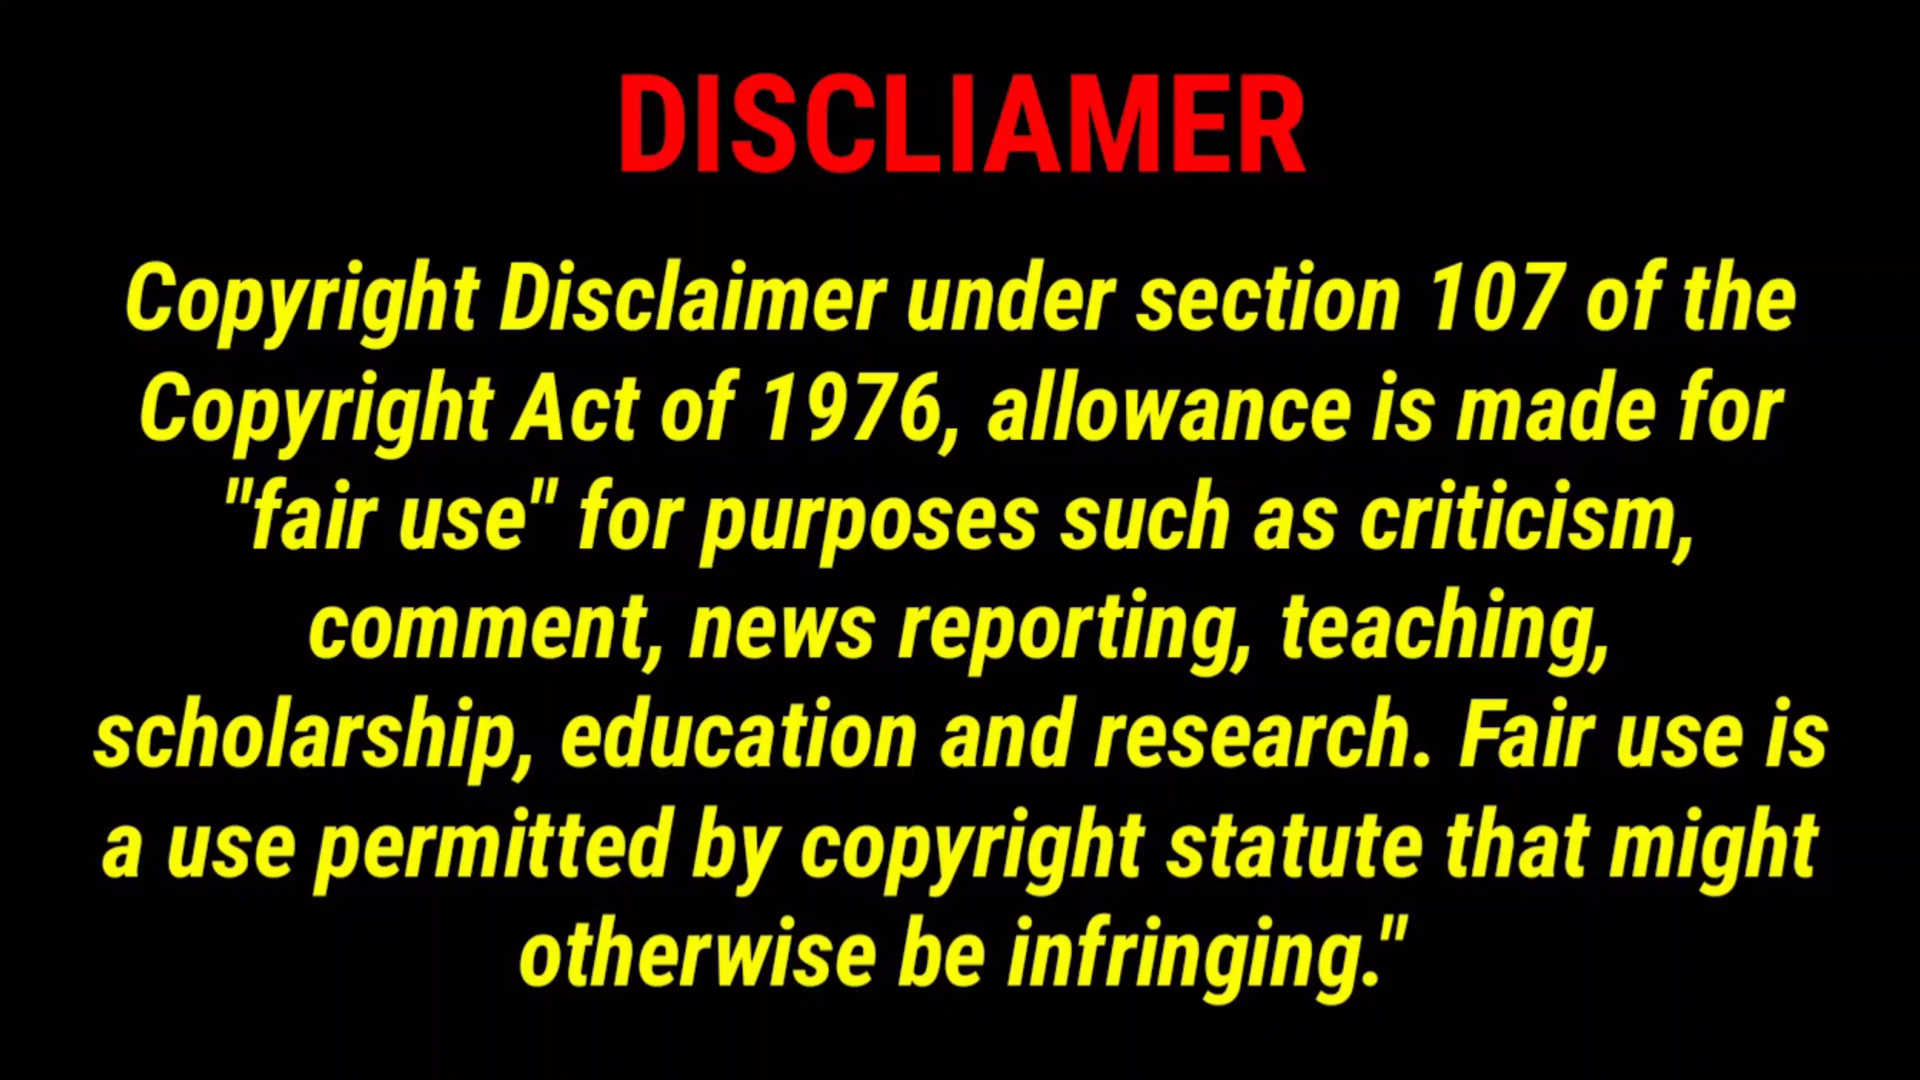 DISCLIAMER
Copyright Disclaimer under section 107 of the
Copyright Act of 1976, allowance is made for
"fair use" for purposes such as criticism,
comment, news reporting, teaching,
scholarship, education and research. Fair use is
a use permitted by copyright statute that might
otherwise be infringing."